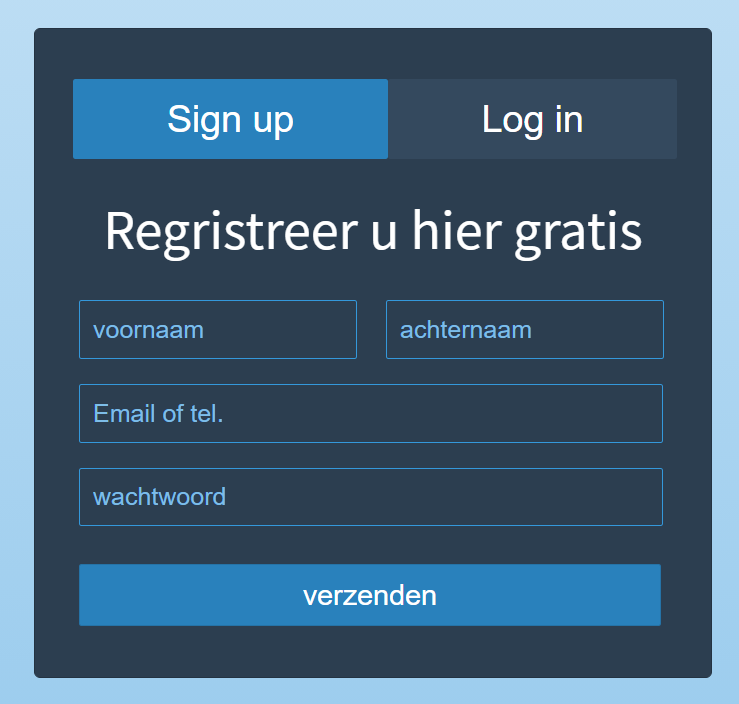 Sign up Log in
Regristreer u hier gratis
voornaam achternaam
Email of tel.
wachtwoord
verzenden